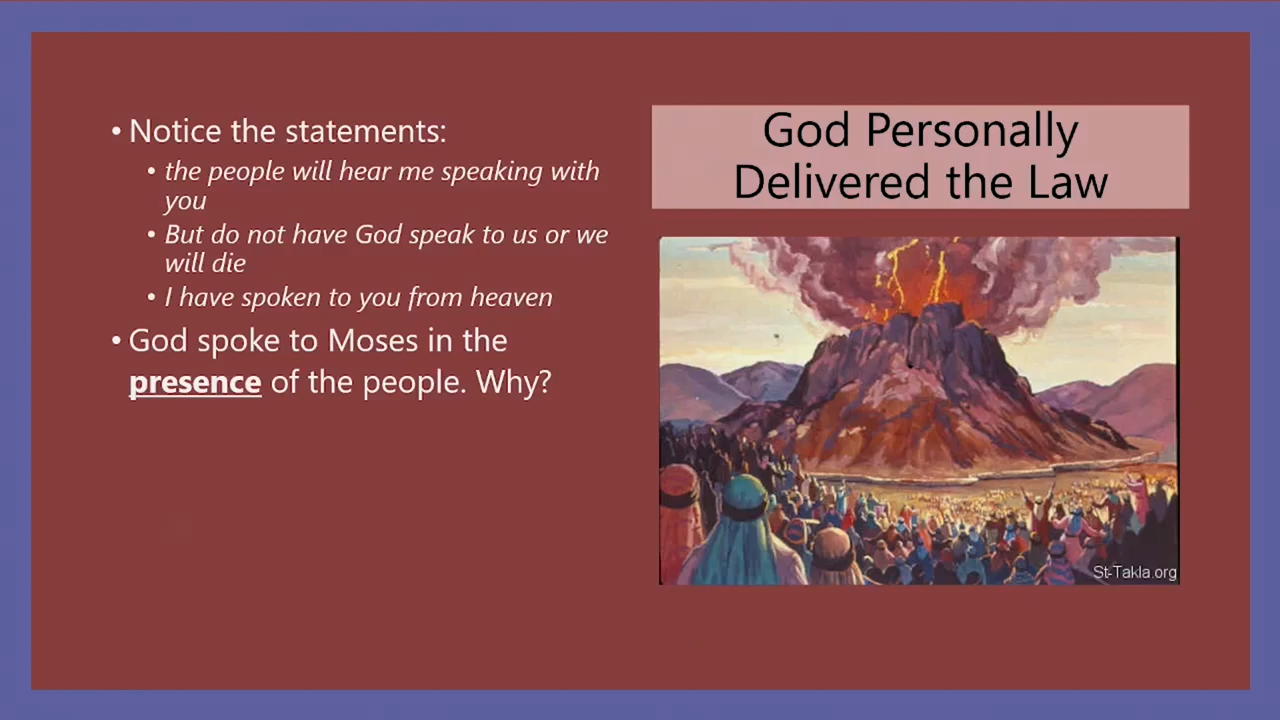 • Notice the statements:
• the people will hear me speaking with
you
• But do not have God speak to us or we
will die
• I have spoken to you from heaven
• God spoke to Moses in the
presence of the people. Why?
God Personally
Delivered the Law
St-Takla.org